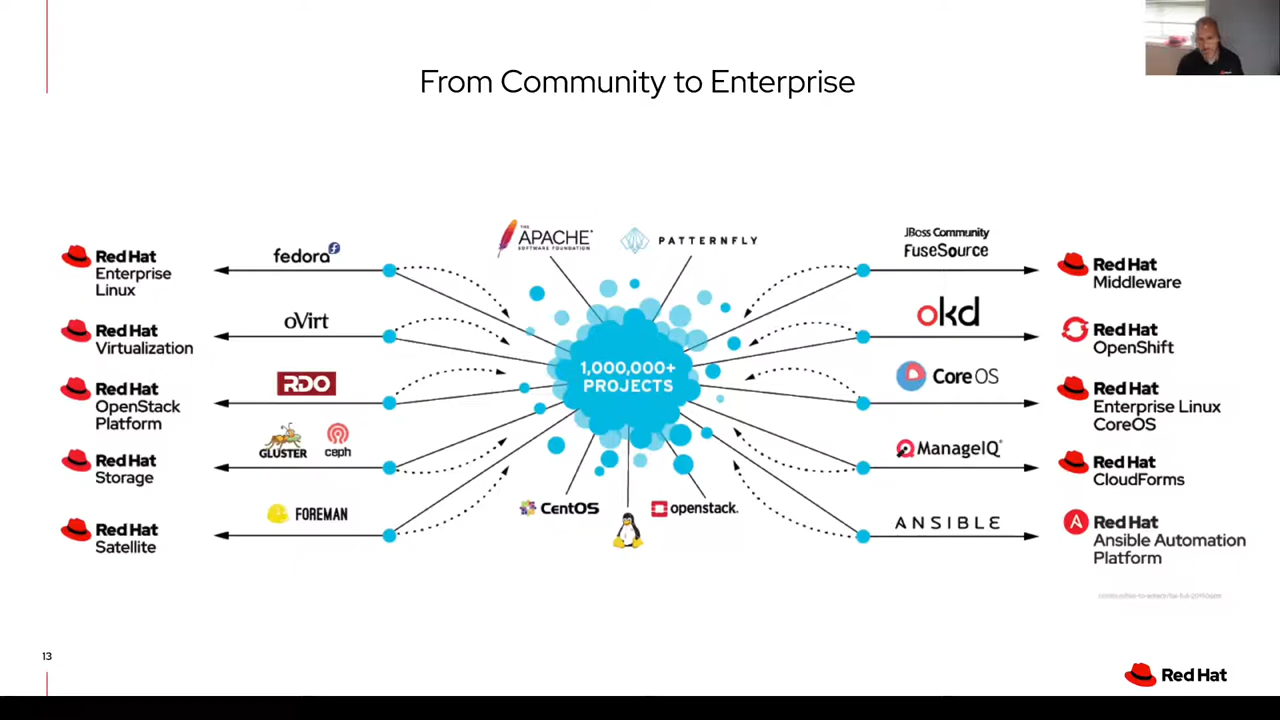 From Community to Enterprise
Red Hat
Enterprise
Linux
fedora
THE
APACHE®
SOFTWARE FOUNDATION
PATTERNFLY
JBoss Community
FuseSource
Red Hat
Middleware
Red Hat
Virtualization
oVirt
okd
Red Hat
OpenShift
1,000,000+
PROJECTS
Red Hat
OpenStack
Platform
RDO
CoreOS
Red Hat
Enterprise Linux
CoreOS
Red Hat
Storage
GLUSTER
ceph
ManageIQ®
Red Hat
CloudForms
Red Hat
Satellite
FOREMAN
CentOS
openstack.
ANSIBLE
Red Hat
Ansible Automation
Platform
13
Red Hat